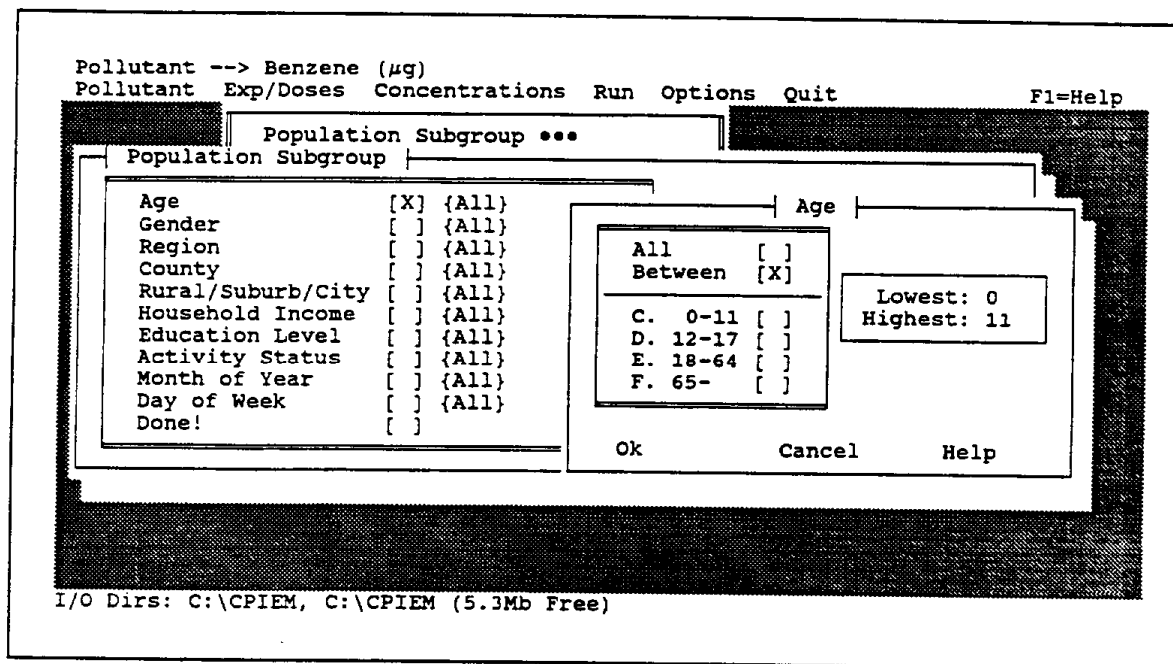 Pollutant --> Benzene (µg)
Pollutant Exp/Doses Concentrations Run Options Quit F1=Help
Population Subgroup •••
Population Subgroup
Age [X] {All}
Gender [ ] {All}
Region [ ] {All}
County [ ] {All}
Rural/Suburb/City [ ] {All}
Household Income [ ] {All}
Education Level [ ] {All}
Activity Status [ ] {All}
Month of Year [ ] {All}
Day of Week [ ] {All}
Done! [ ]
Age
All [ ]
Between [X]
C. 0-11 [ ]
D. 12-17 [ ]
E. 18-64 [ ]
F. 65- [ ]
Lowest: 0
Highest: 11
Ok Cancel Help
I/O Dirs: C:\CPIEM, C:\CPIEM (5.3Mb Free)